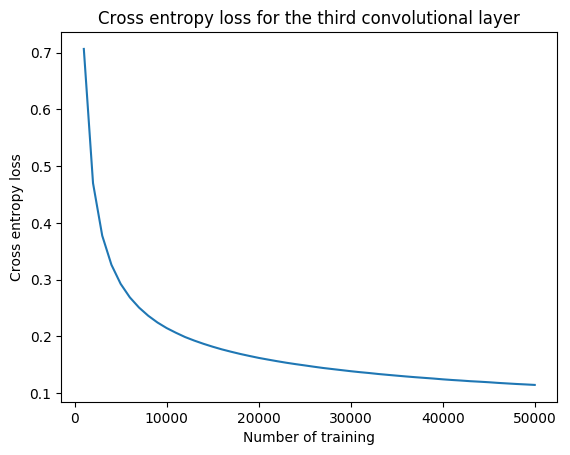 Cross entropy loss for the third convolutional layer
0.7
0.6
0.5
0.4
0.3
0.2
0.1
Cross entropy loss
0 10000 20000 30000 40000 50000
Number of training